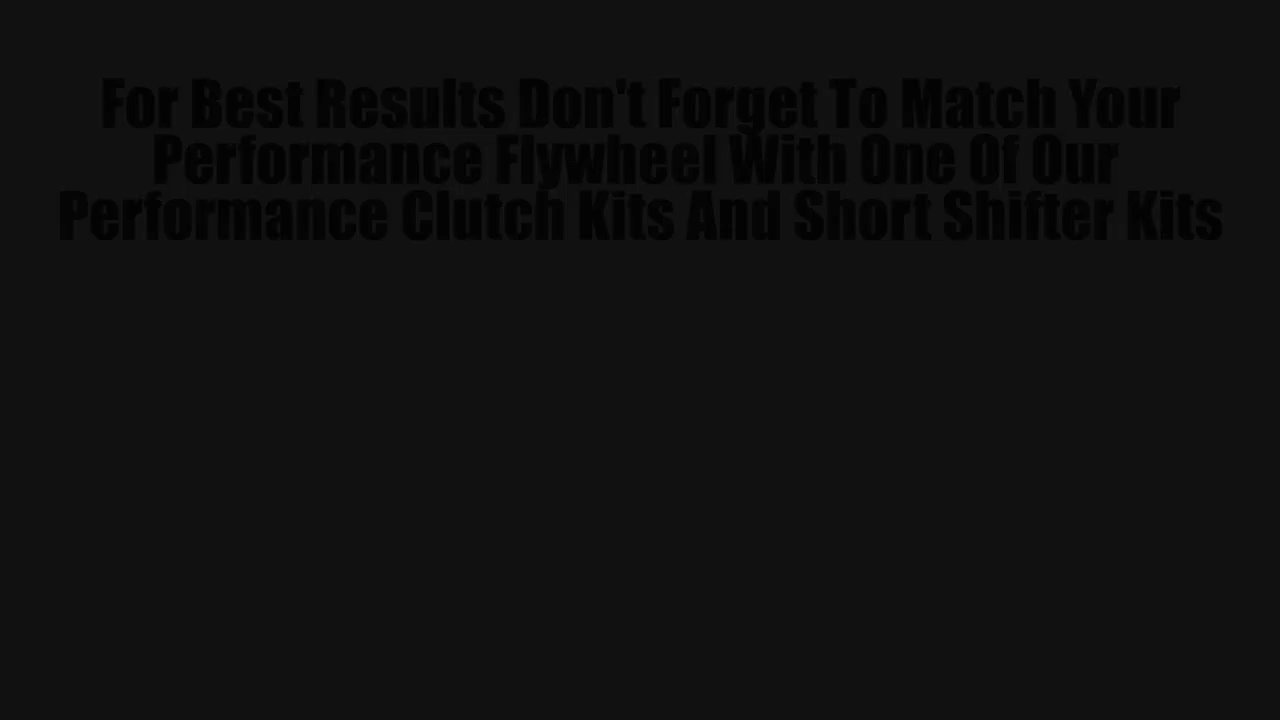 For Best Results Don't Forget To Match Your
Performance Flywheel With One Of Our
Performance Clutch Kits And Short Shifter Kits